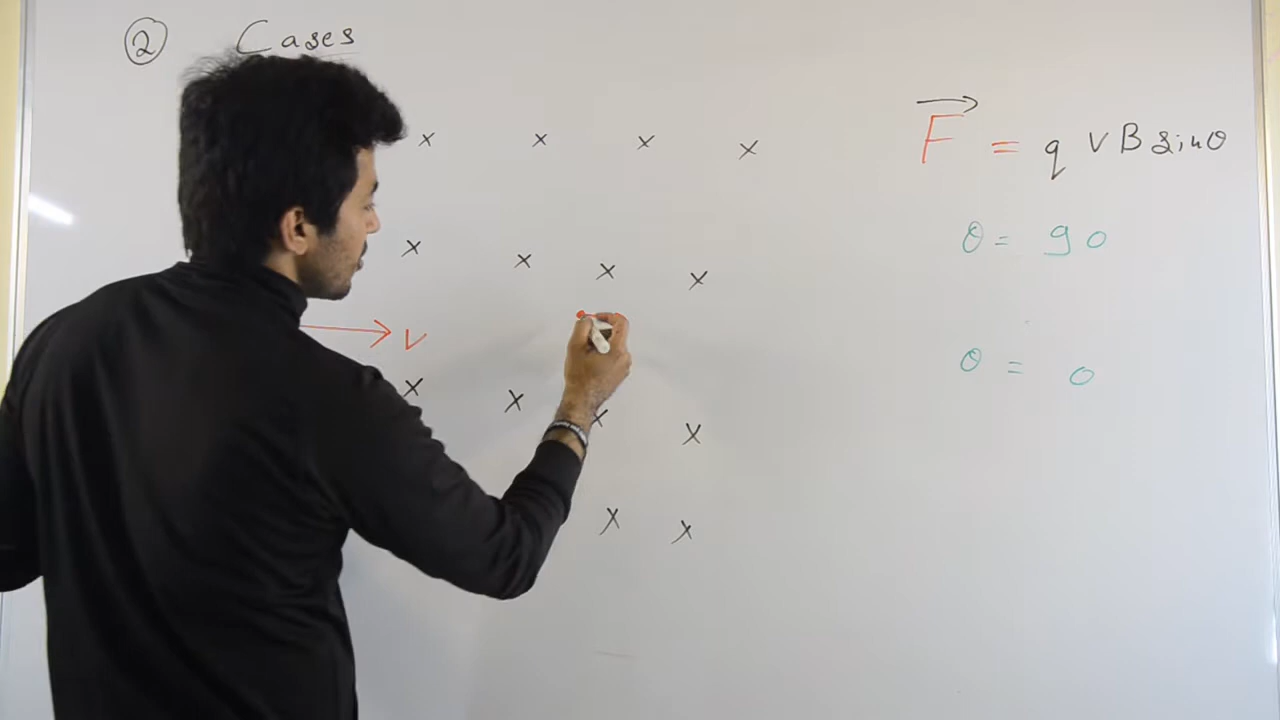 ② Cases
x x x x
x x x x
v
x x x x
x x
F = q v B sinθ
θ = 90
θ = 0